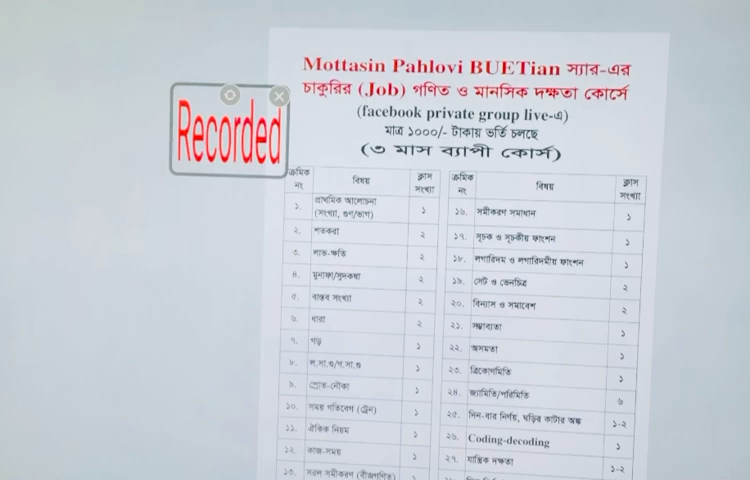 Mottasin Pahlovi BUETian স্যার-এর
চাকুরির (Job) গণিত ও মানসিক দক্ষতা কোর্সে
(facebook private group live-এ)
মাত্র ১০০০/- টাকায় ভর্তি চলছে
(৩ মাস ব্যাপী কোর্স)
Recorded
ক্রমিক নং বিষয় ক্লাস সংখ্যা
১. প্রাথমিক আলোচনা (সংখ্যা, গুণ/ভাগ) ১
২. শতকরা ২
৩. লাভ-ক্ষতি ২
৪. মুনাফা/সুদকষা ২
৫. বাস্তব সংখ্যা ২
৬. ধারা ২
৭. গড় ১
৮. ল.সা.গু/গ.সা.গু ১
৯. স্রোত-নৌকা ১
১০. সময় গতিবেগ (ট্রেন) ১
১১. ঐকিক নিয়ম ১
১২. কাজ-সময় ১
১৩. সরল সমীকরণ (বীজগণিত) ১
ক্রমিক নং বিষয় ক্লাস সংখ্যা
১৬. সমীকরণ সমাধান ১
১৭. সূচক ও সূচকীয় ফাংশন ১
১৮. লগারিদম ও লগারিদমীয় ফাংশন ১
১৯. সেট ও ভেনচিত্র ২
২০. বিন্যাস ও সমাবেশ ২
২১. সম্ভাব্যতা ১
২২. অসমতা ১
২৩. ত্রিকোণমিতি ১
২৪. জ্যামিতি/পরিমিতি ৬
২৫. দিন-বার নির্ণয়, ঘড়ির কাটার অঙ্ক ১-২
২৬. Coding-decoding ১
২৭. যান্ত্রিক দক্ষতা ১-২